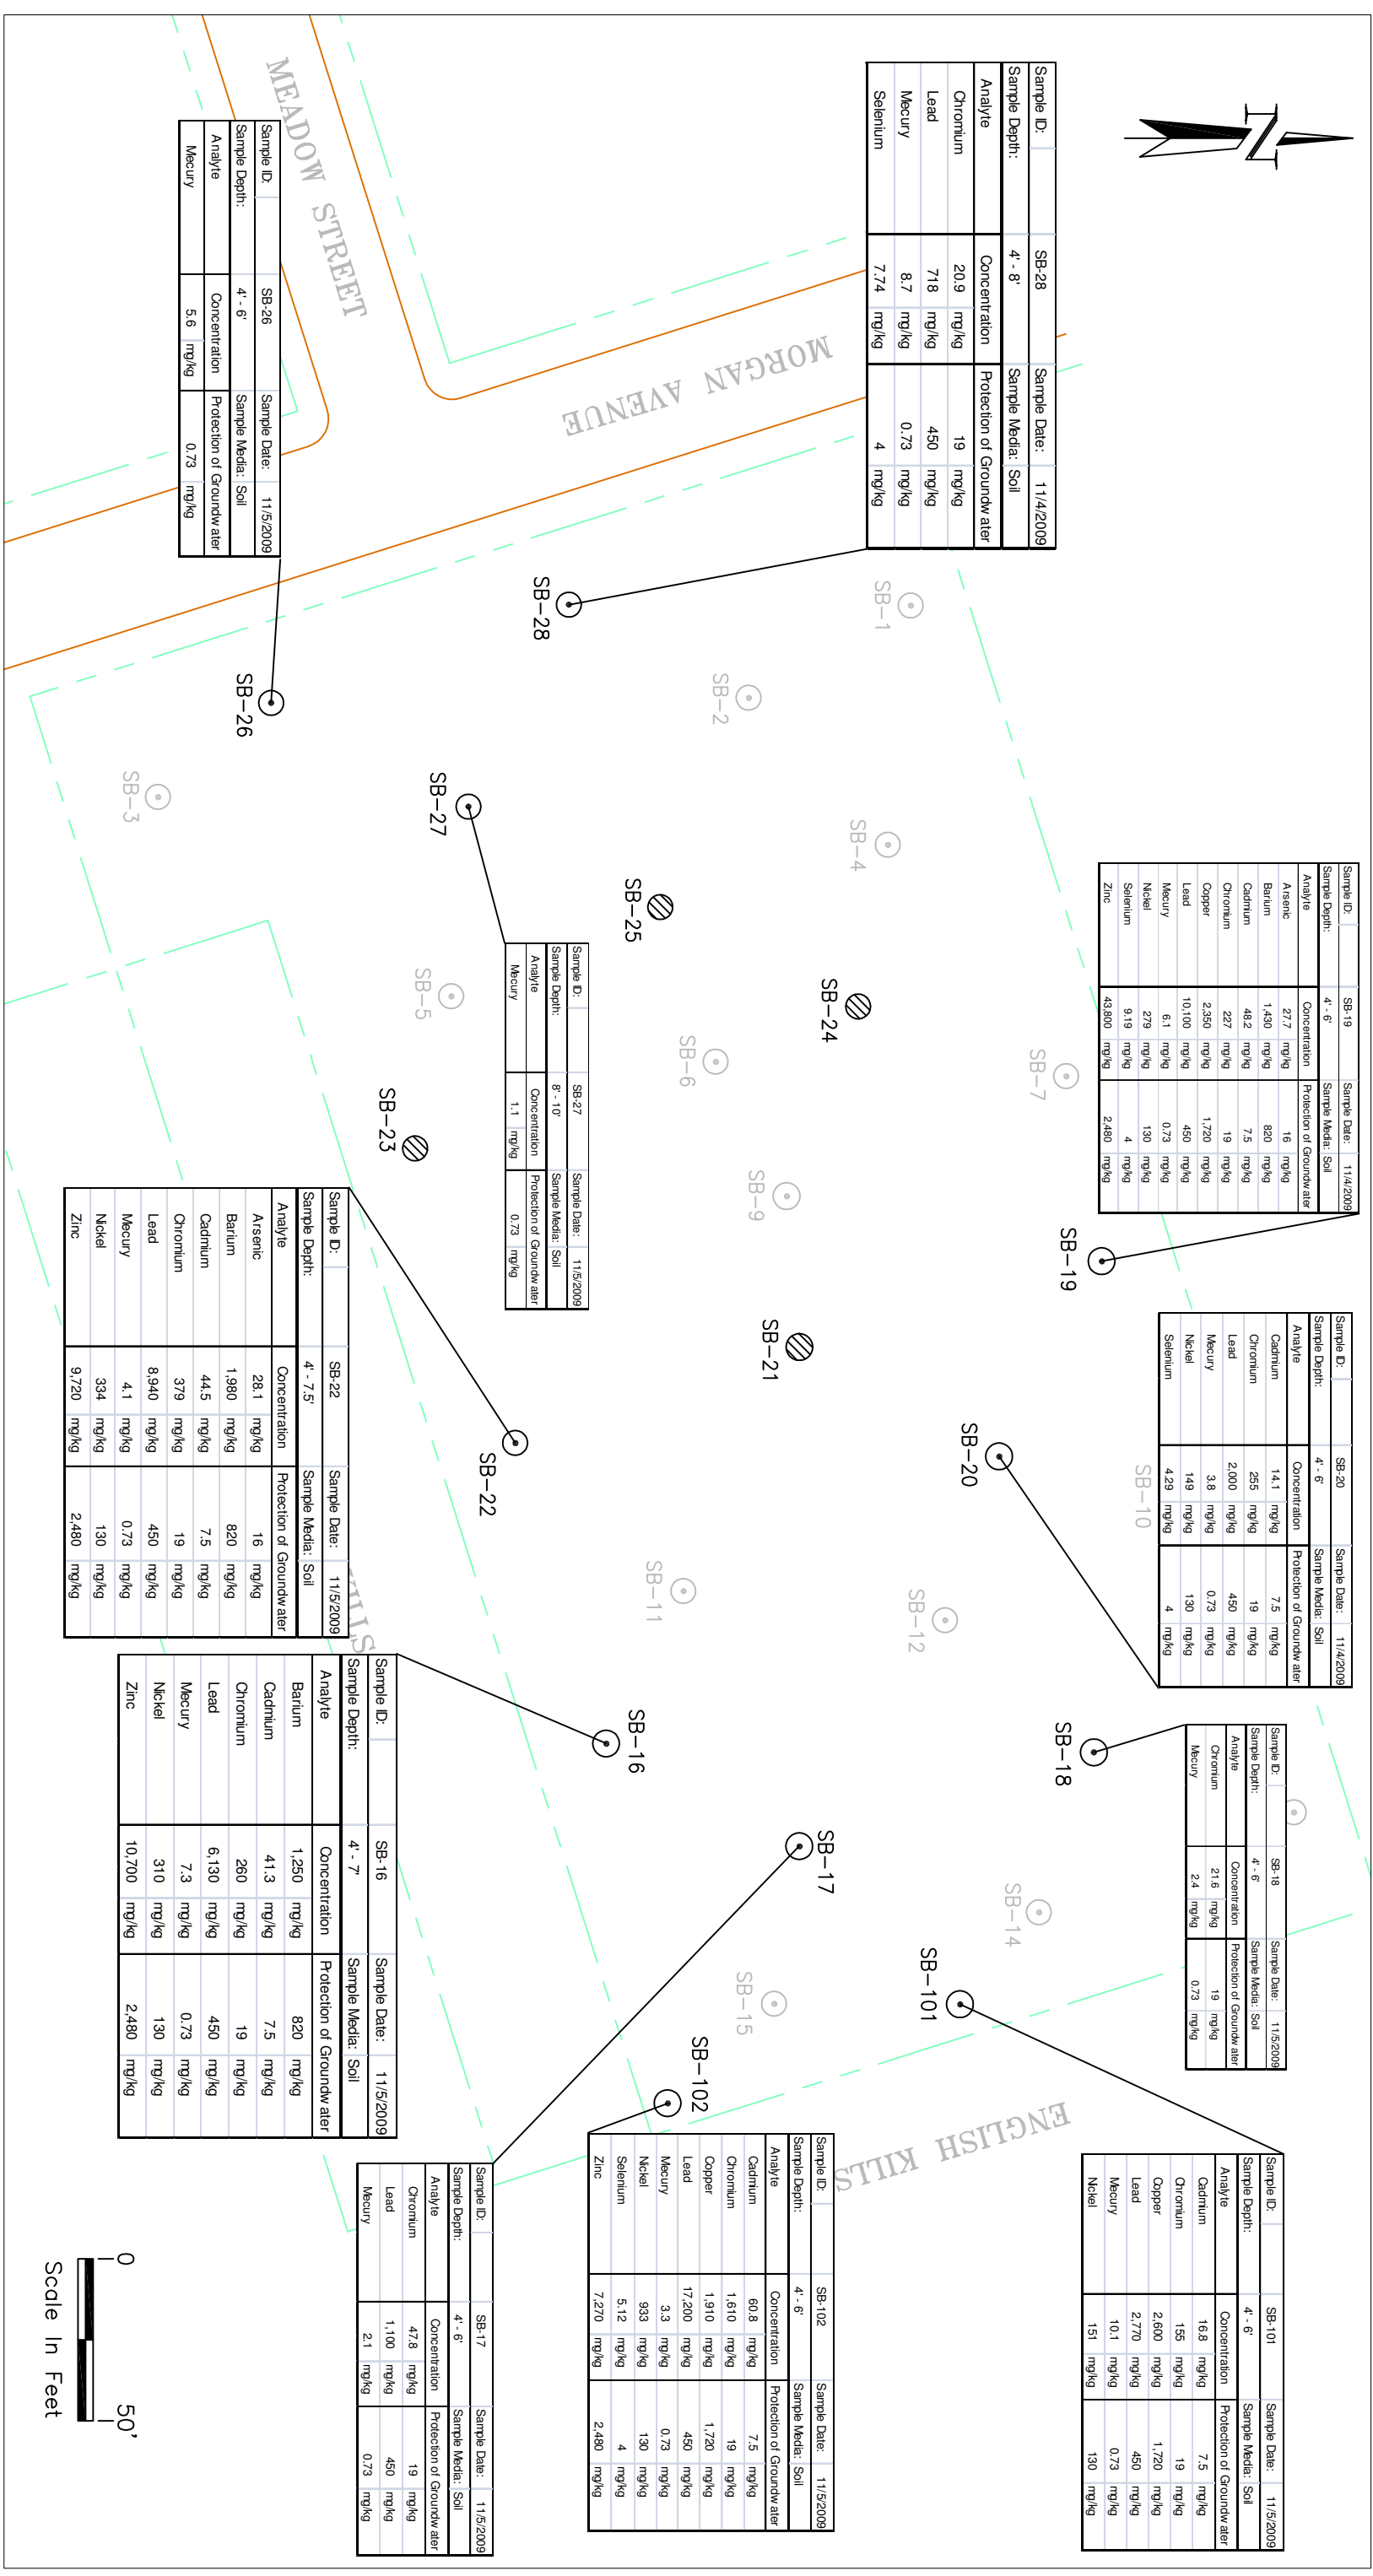 N
Sample ID: SB-28 Sample Date: 11/4/2009
Sample Depth: 4' - 8' Sample Media: Soil
Analyte Concentration Protection of Groundw ater
Chromium 20.9 mg/kg 19 mg/kg
Lead 718 mg/kg 450 mg/kg
Mecury 8.7 mg/kg 0.73 mg/kg
Selenium 7.74 mg/kg 4 mg/kg
Sample ID: SB-19 Sample Date: 11/4/2009
Sample Depth: 4' - 6' Sample Media: Soil
Analyte Concentration Protection of Groundw ater
Arsenic 27.7 mg/kg 16 mg/kg
Barium 1,430 mg/kg 820 mg/kg
Cadmium 48.2 mg/kg 7.5 mg/kg
Chromium 227 mg/kg 19 mg/kg
Copper 2,350 mg/kg 1,720 mg/kg
Lead 10,100 mg/kg 450 mg/kg
Mecury 6.1 mg/kg 0.73 mg/kg
Nickel 279 mg/kg 130 mg/kg
Selenium 9.19 mg/kg 4 mg/kg
Zinc 43,800 mg/kg 2,480 mg/kg
Sample ID: SB-20 Sample Date: 11/4/2009
Sample Depth: 4' - 6' Sample Media: Soil
Analyte Concentration Protection of Groundw ater
Cadmium 14.1 mg/kg 7.5 mg/kg
Chromium 255 mg/kg 19 mg/kg
Lead 2,000 mg/kg 450 mg/kg
Mecury 3.8 mg/kg 0.73 mg/kg
Nickel 149 mg/kg 130 mg/kg
Selenium 4.29 mg/kg 4 mg/kg
Sample ID: SB-18 Sample Date: 11/5/2009
Sample Depth: 4' - 6' Sample Media: Soil
Analyte Concentration Protection of Groundw ater
Chromium 21.6 mg/kg 19 mg/kg
Mecury 2.4 mg/kg 0.73 mg/kg
Sample ID: SB-101 Sample Date: 11/5/2009
Sample Depth: 4' - 6' Sample Media: Soil
Analyte Concentration Protection of Groundw ater
Cadmium 16.8 mg/kg 7.5 mg/kg
Chromium 155 mg/kg 19 mg/kg
Copper 2,600 mg/kg 1,720 mg/kg
Lead 2,770 mg/kg 450 mg/kg
Mecury 10.1 mg/kg 0.73 mg/kg
Nickel 151 mg/kg 130 mg/kg
SB-10
SB-19
SB-18
SB-7
SB-14
SB-20
SB-101
SB-12
SB-1
SB-4
SB-24
SB-17
SB-21
SB-9
SB-15
SB-2
SB-6
SB-102
SB-11
SB-25
SB-16
ENGLISH KILLS
MORGAN AVENUE
Sample ID: SB-102 Sample Date: 11/5/2009
Sample Depth: 4' - 6' Sample Media: Soil
Analyte Concentration Protection of Groundw ater
Cadmium 60.8 mg/kg 7.5 mg/kg
Chromium 1,610 mg/kg 19 mg/kg
Copper 1,910 mg/kg 1,720 mg/kg
Lead 17,200 mg/kg 450 mg/kg
Mecury 3.3 mg/kg 0.73 mg/kg
Nickel 933 mg/kg 130 mg/kg
Selenium 5.12 mg/kg 4 mg/kg
Zinc 7,270 mg/kg 2,480 mg/kg
Sample ID: SB-27 Sample Date: 11/5/2009
Sample Depth: 8' - 10' Sample Media: Soil
Analyte Concentration Protection of Groundw ater
Mecury 1.1 mg/kg 0.73 mg/kg
SB-28
SB-22
SB-27
SB-5
SB-23
Sample ID: SB-17 Sample Date: 11/5/2009
Sample Depth: 4' - 6' Sample Media: Soil
Analyte Concentration Protection of Groundw ater
Chromium 47.8 mg/kg 19 mg/kg
Lead 1,100 mg/kg 450 mg/kg
Mecury 2.1 mg/kg 0.73 mg/kg
Sample ID: SB-16 Sample Date: 11/5/2009
Sample Depth: 4' - 7' Sample Media: Soil
Analyte Concentration Protection of Groundw ater
Barium 1,250 mg/kg 820 mg/kg
Cadmium 41.3 mg/kg 7.5 mg/kg
Chromium 260 mg/kg 19 mg/kg
Lead 6,130 mg/kg 450 mg/kg
Mecury 7.3 mg/kg 0.73 mg/kg
Nickel 310 mg/kg 130 mg/kg
Zinc 10,700 mg/kg 2,480 mg/kg
KILLS
Sample ID: SB-22 Sample Date: 11/5/2009
Sample Depth: 4' - 7.5' Sample Media: Soil
Analyte Concentration Protection of Groundw ater
Arsenic 28.1 mg/kg 16 mg/kg
Barium 1,980 mg/kg 820 mg/kg
Cadmium 44.5 mg/kg 7.5 mg/kg
Chromium 379 mg/kg 19 mg/kg
Lead 8,940 mg/kg 450 mg/kg
Mecury 4.1 mg/kg 0.73 mg/kg
Nickel 334 mg/kg 130 mg/kg
Zinc 9,720 mg/kg 2,480 mg/kg
MEADOW STREET
Sample ID: SB-26 Sample Date: 11/5/2009
Sample Depth: 4' - 6' Sample Media: Soil
Analyte Concentration Protection of Groundw ater
Mecury 5.6 mg/kg 0.73 mg/kg
SB-26
SB-3
0 50'
Scale In Feet